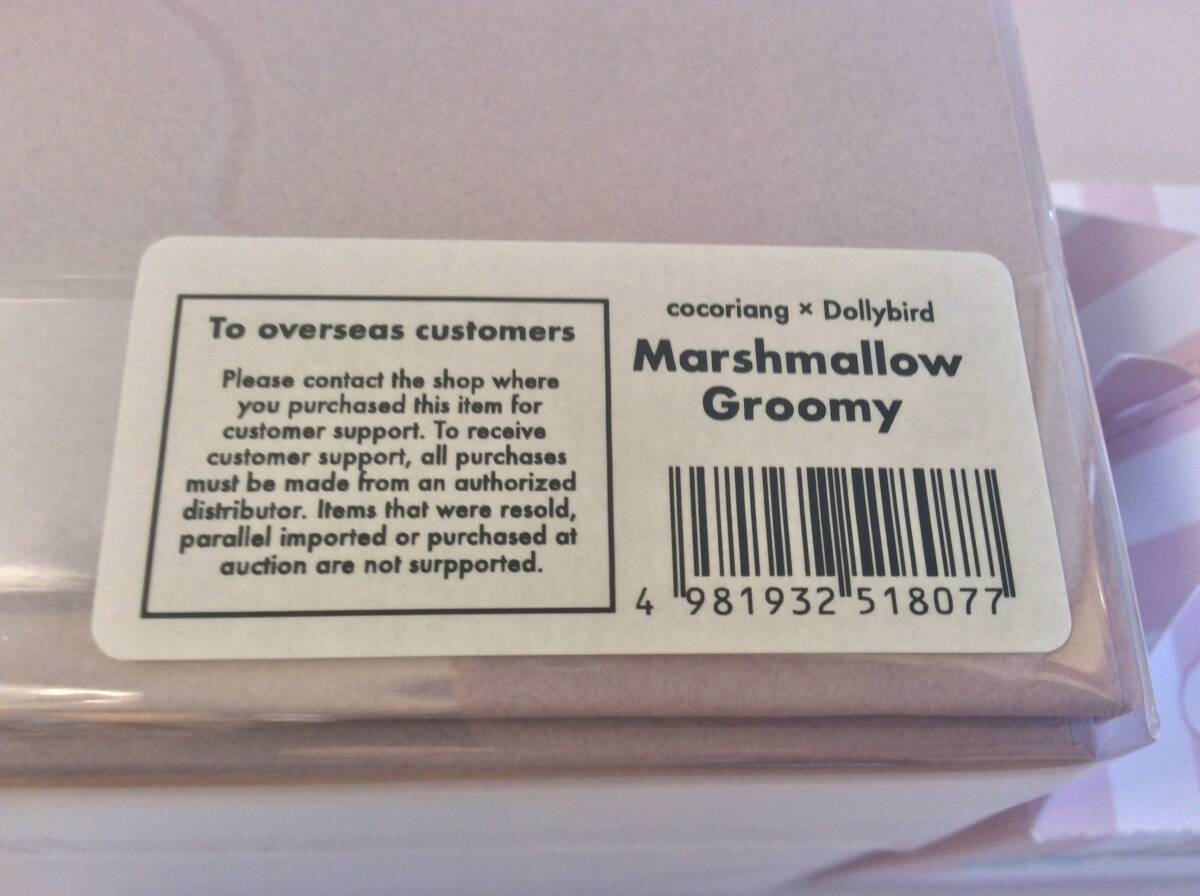 To overseas customers
Please contact the shop where
you purchased this item for
customer support. To receive
customer support, all purchases
must be made from an authorized
distributor. Items that were resold,
parallel imported or purchased at
auction are not surpported.
cocoriang × Dollybird
Marshmallow
Groomy
4 981932 518077